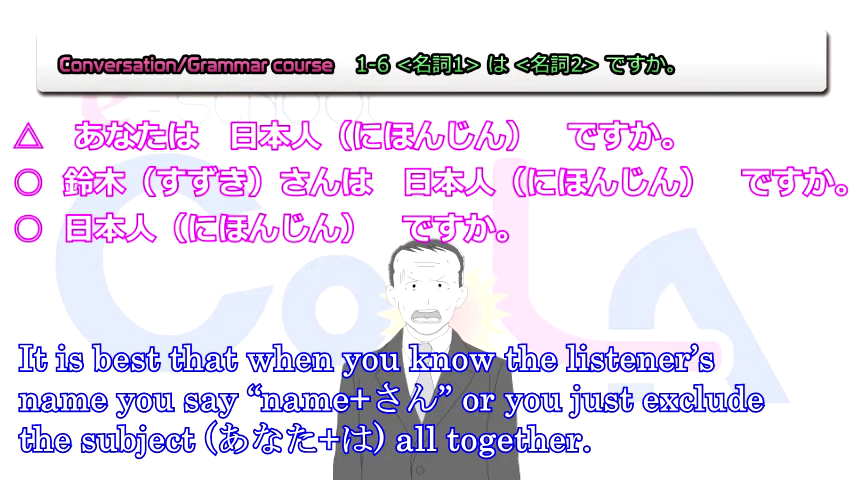 Conversation/Grammar course 1-6 <名詞1> は <名詞2> ですか。
△ あなたは 日本人（にほんじん） ですか。
○ 鈴木（すずき）さんは 日本人（にほんじん） ですか。
○ 日本人（にほんじん） ですか。
It is best that when you know the listener's
name you say “name+さん” or you just exclude
the subject (あなた+は) all together.